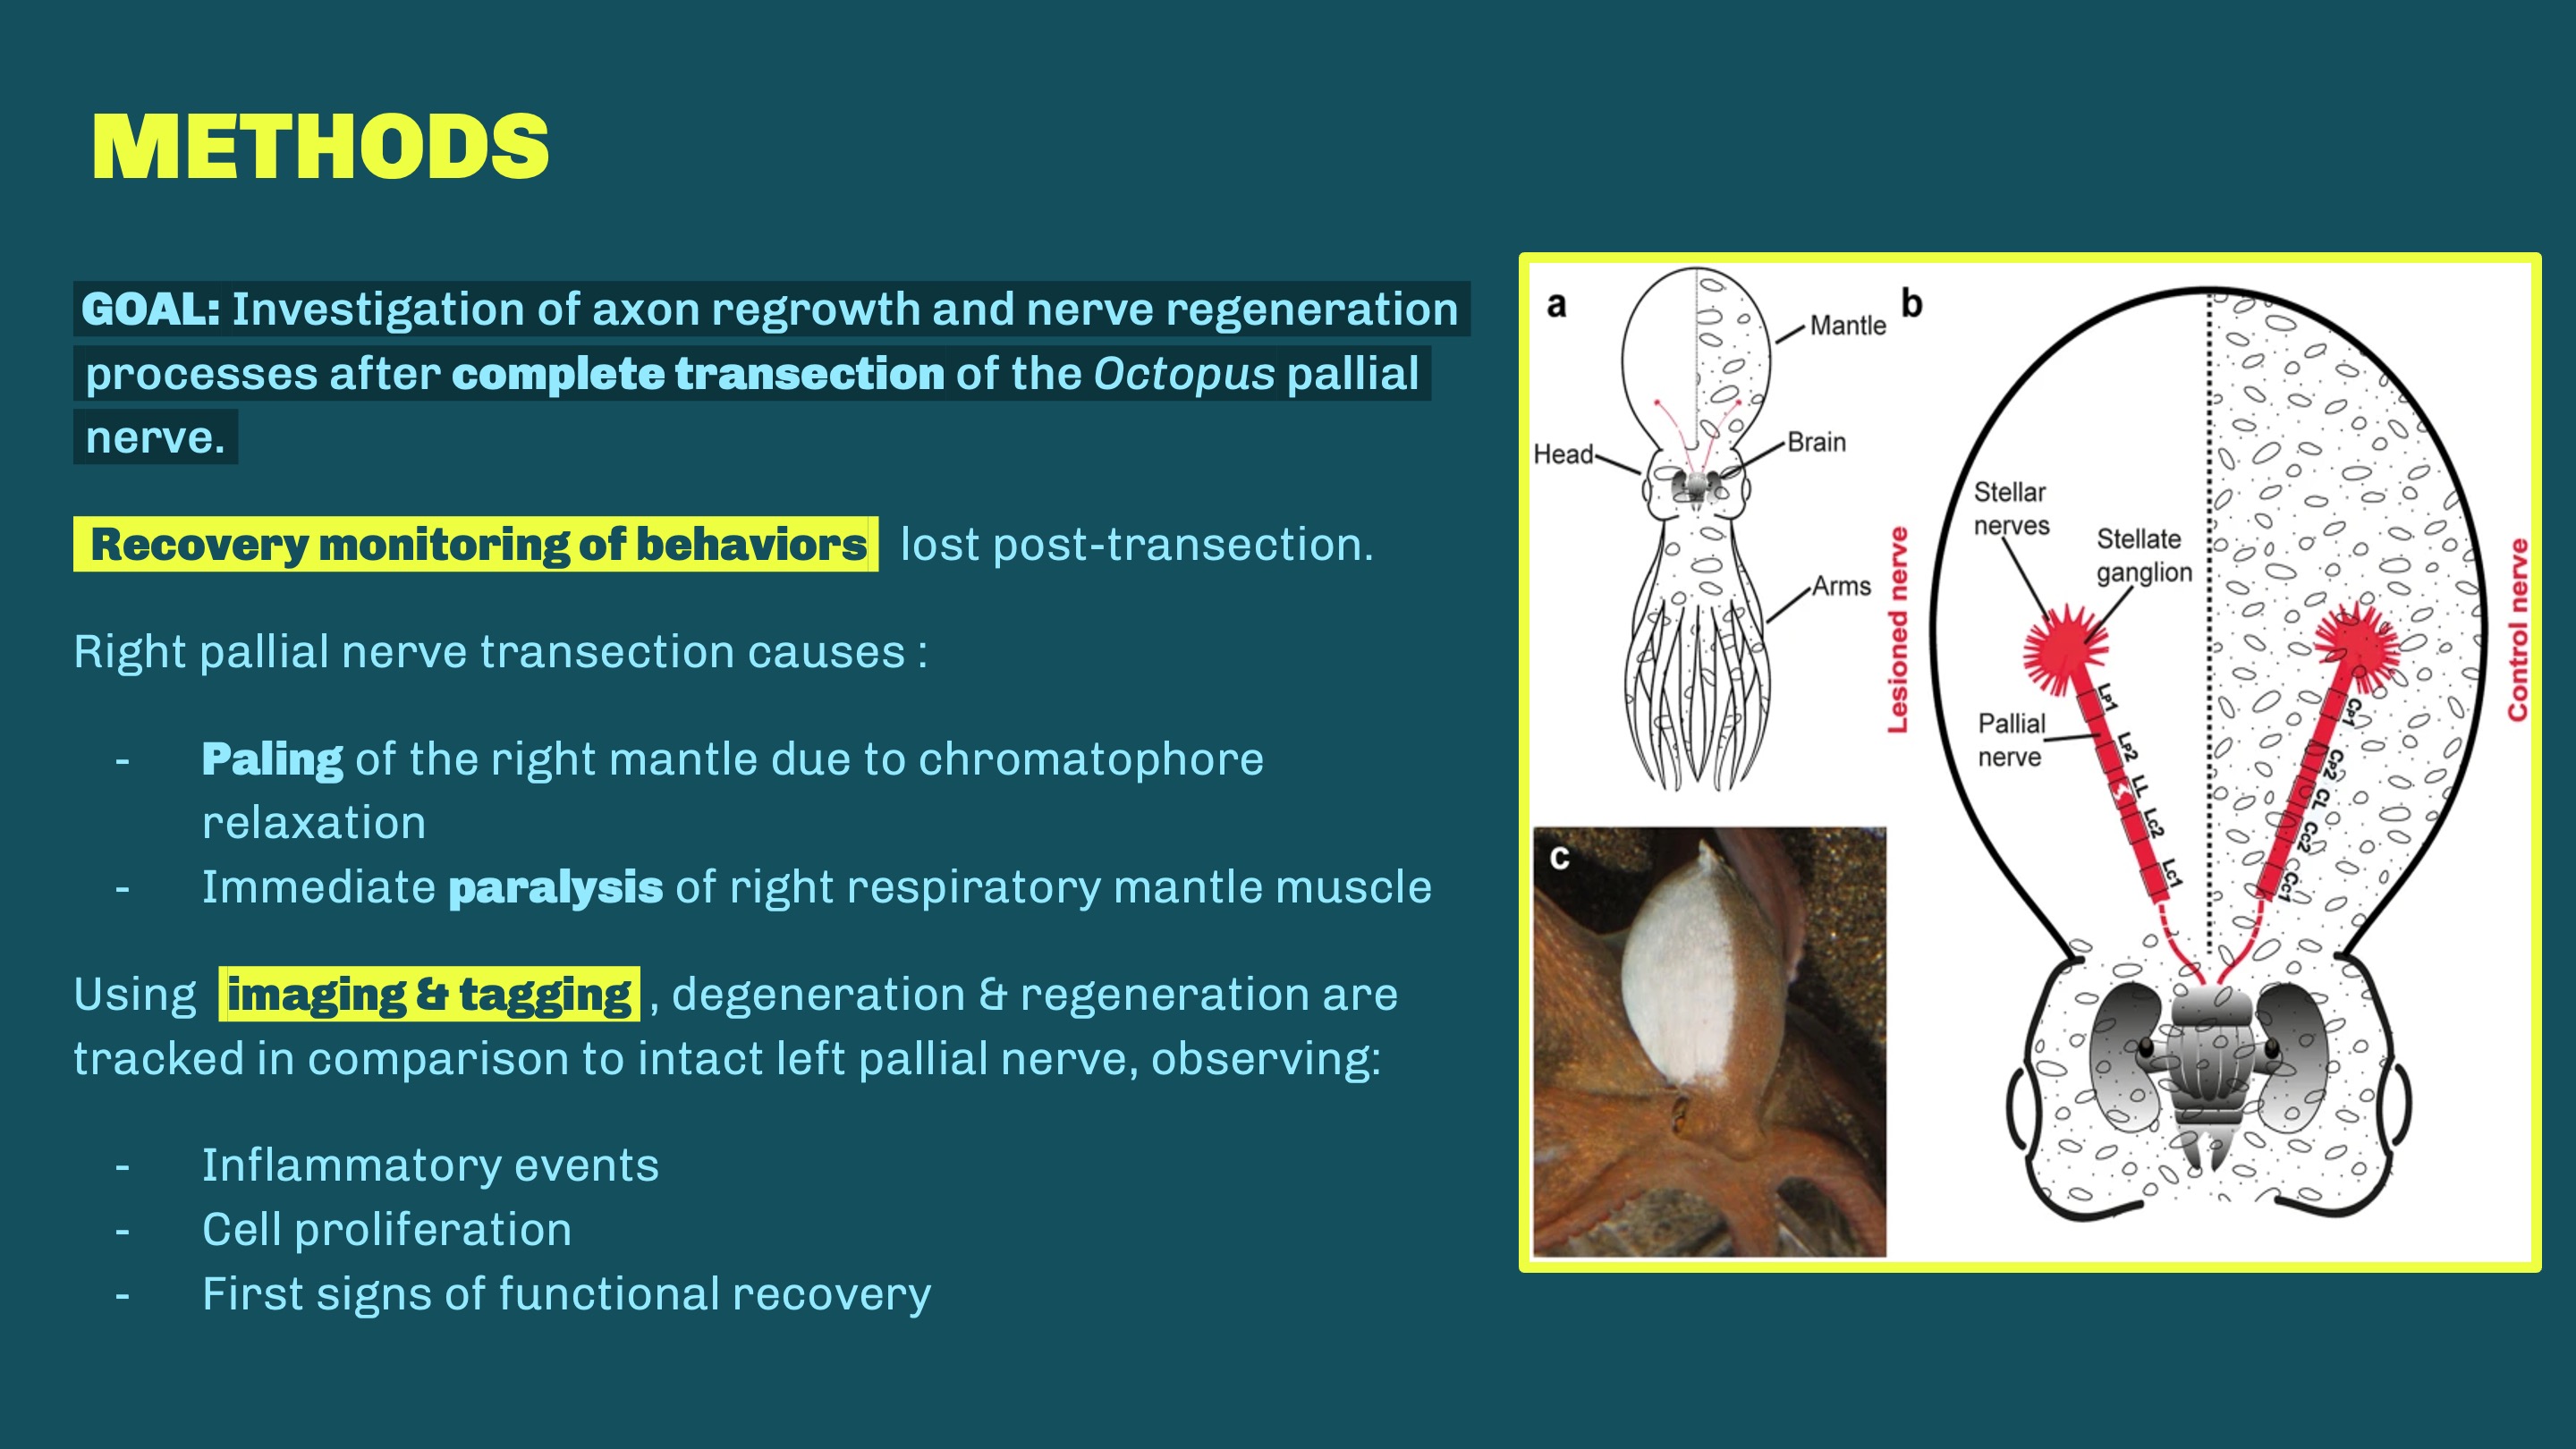 METHODS
GOAL: Investigation of axon regrowth and nerve regeneration
processes after complete transection of the Octopus pallial
nerve.
Recovery monitoring of behaviors lost post-transection.
Right pallial nerve transection causes :
- Paling of the right mantle due to chromatophore
relaxation
- Immediate paralysis of right respiratory mantle muscle
Using imaging & tagging , degeneration & regeneration are
tracked in comparison to intact left pallial nerve, observing:
- Inflammatory events
- Cell proliferation
- First signs of functional recovery
a
Mantle
Head
Brain
Arms
b
Lesioned nerve
Stellar
nerves
Stellate
ganglion
Pallial
nerve
LP1
LP2
LL
LC2
LC1
CP1
CP2
CL
CC2
CC1
Control nerve
c